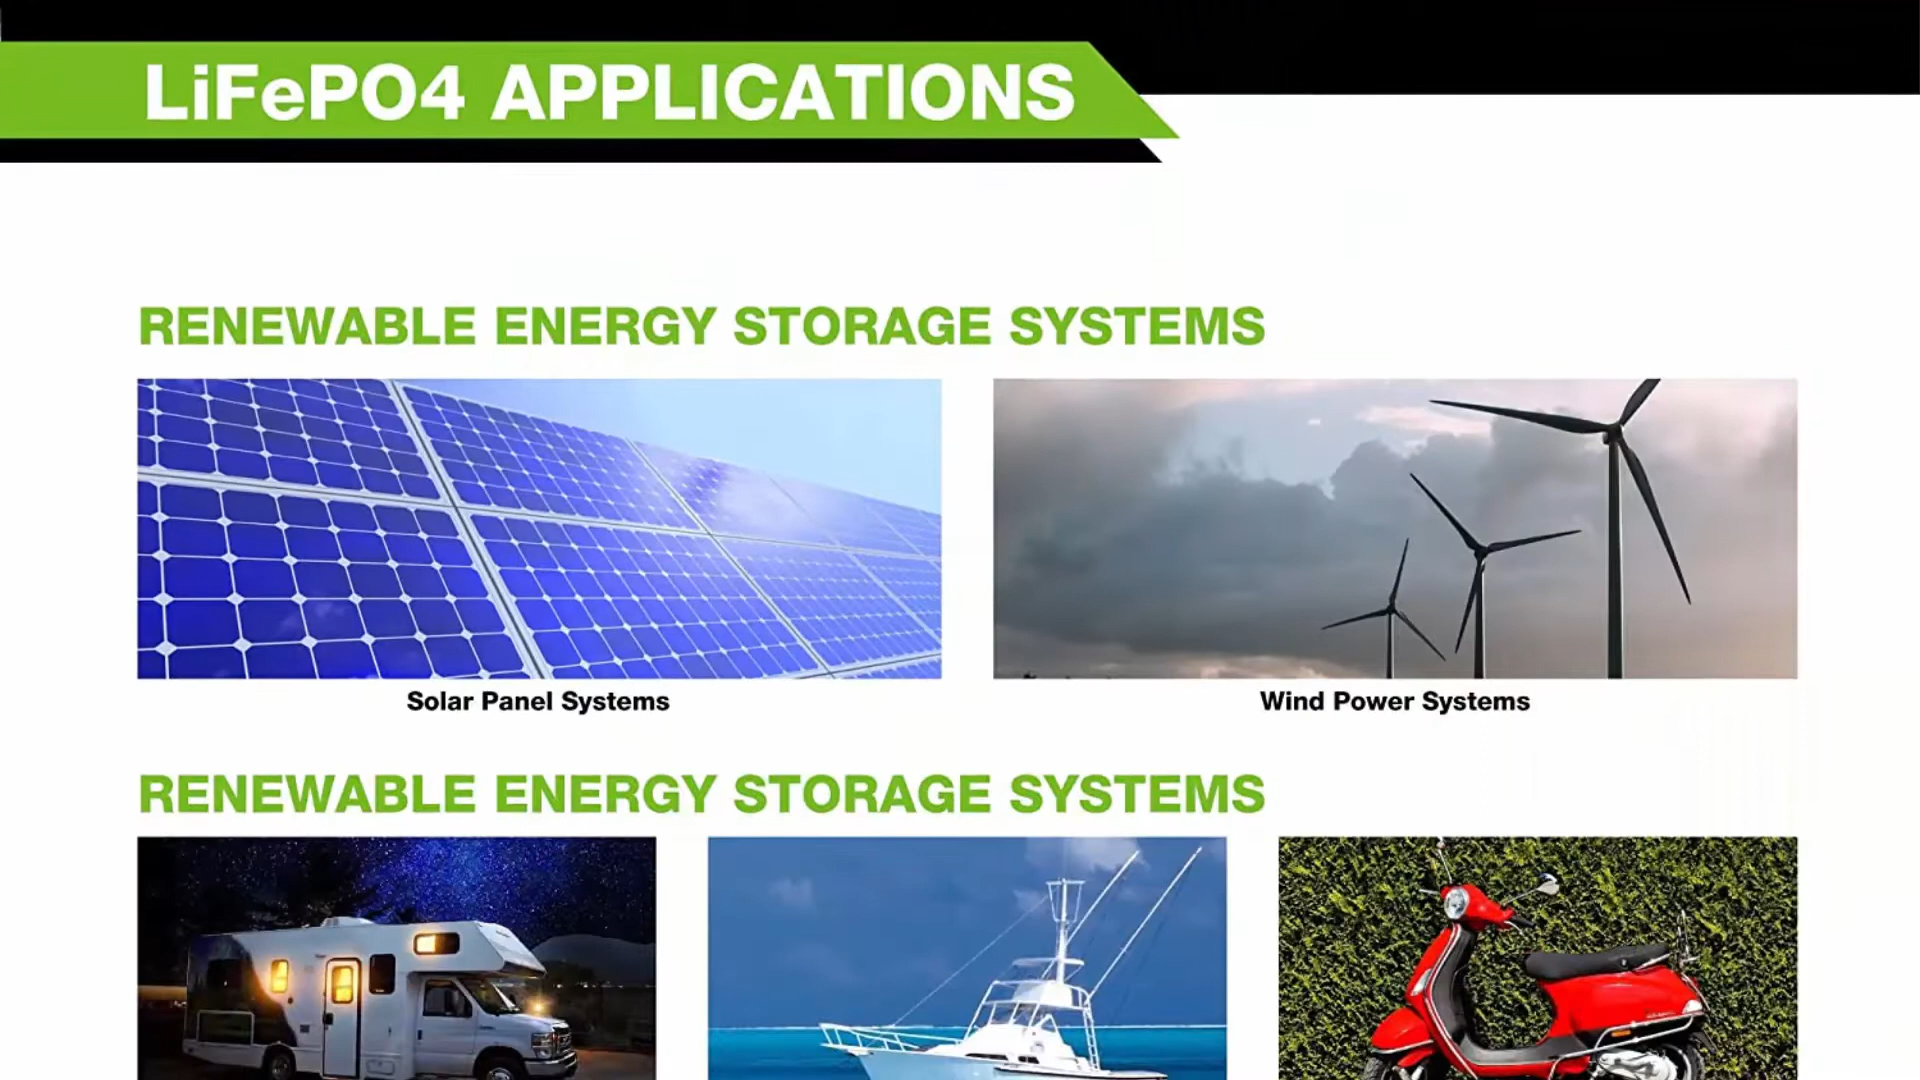 LiFePO4 APPLICATIONS
RENEWABLE ENERGY STORAGE SYSTEMS
Solar Panel Systems
Wind Power Systems
RENEWABLE ENERGY STORAGE SYSTEMS